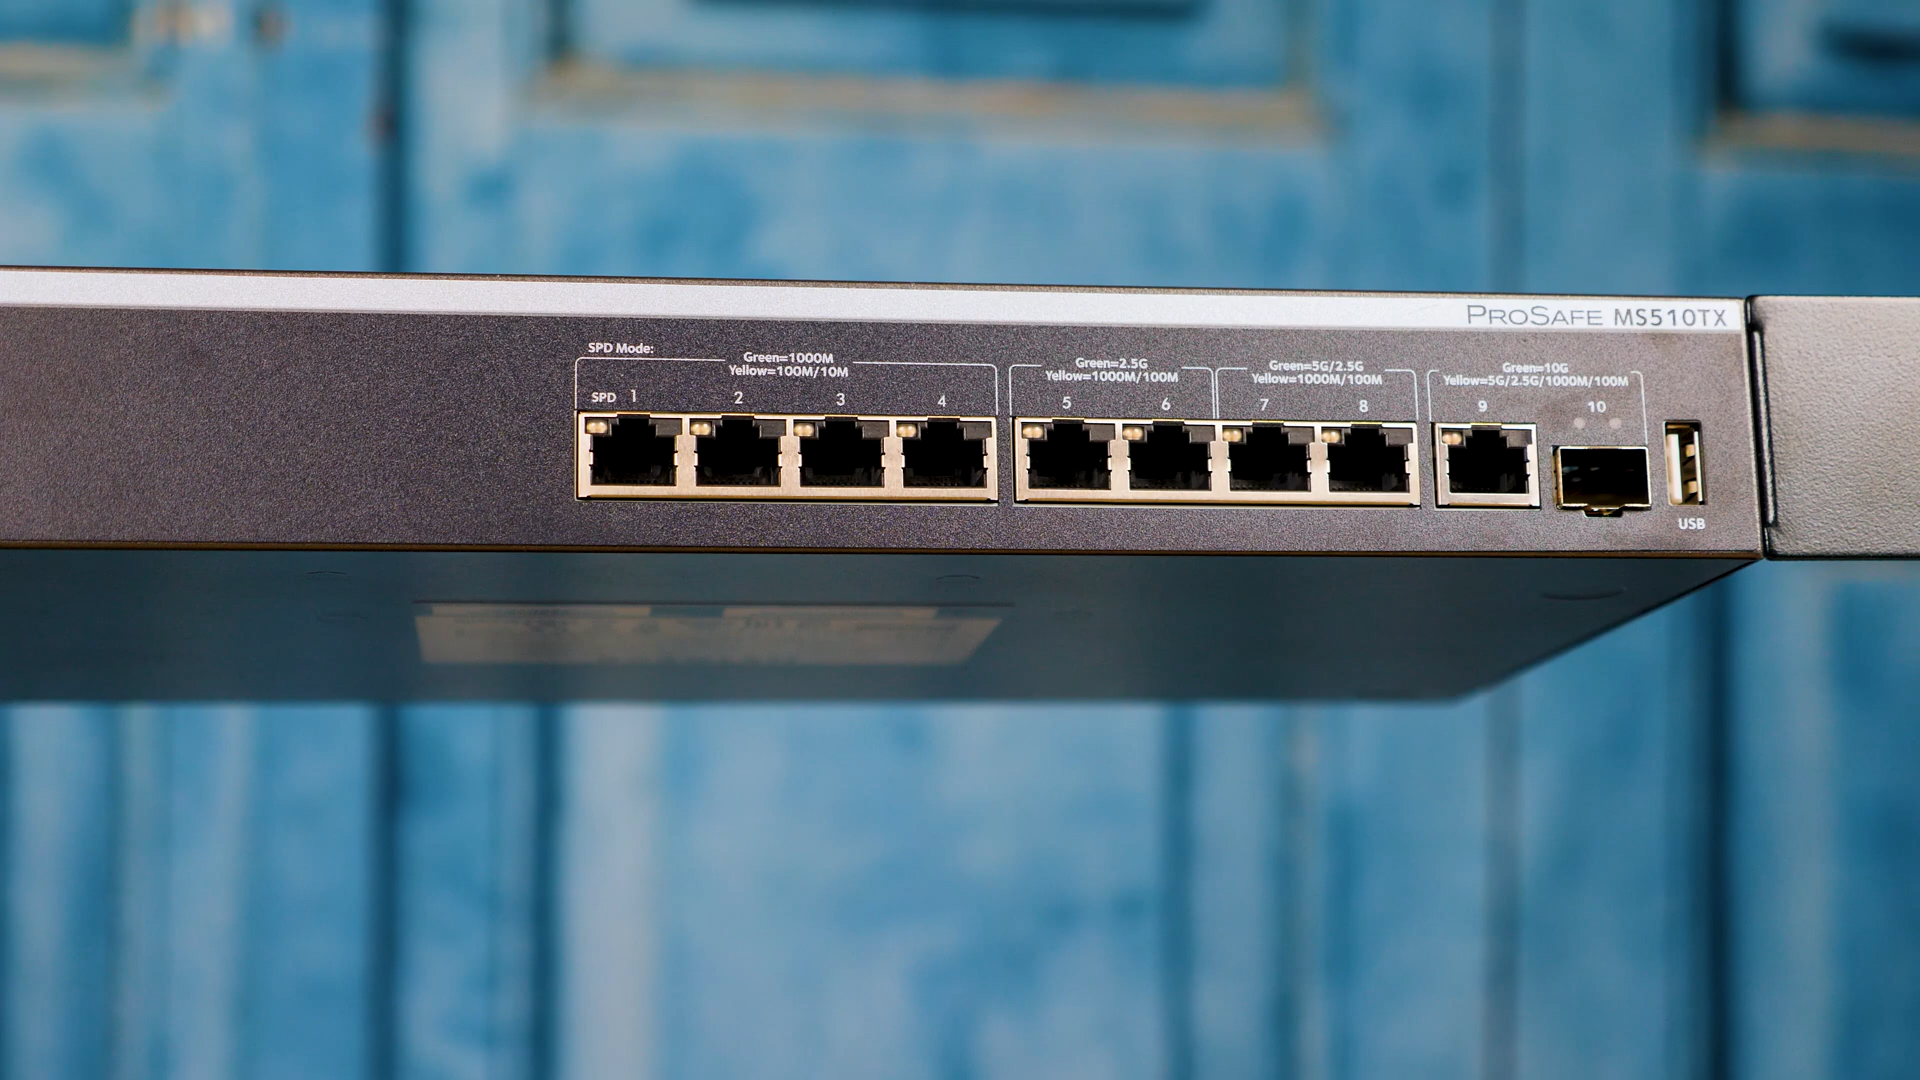 PROSAFE MS510TX
SPD Mode:
Green=1000M
Yellow=100M/10M
Green=2.5G
Yellow=1000M/100M
Green=5G/2.5G
Yellow=1000M/100M
Green=10G
Yellow=5G/2.5G/1000M/100M
SPD 1 2 3 4 5 6 7 8 9 10
USB